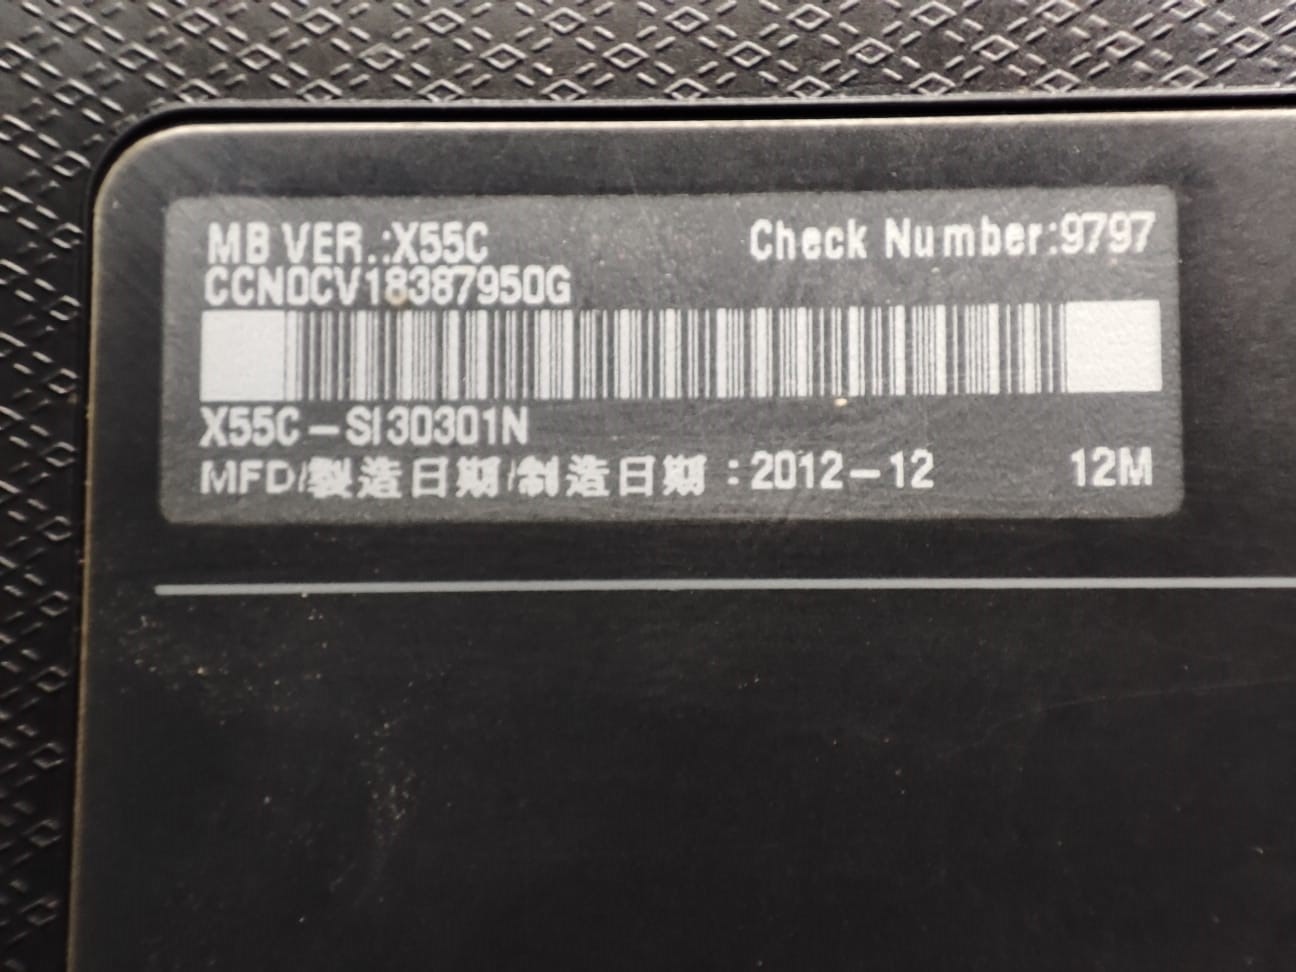 MB VER.:X55C Check Number:9797
CCN0CV18387950G
X55C-SI30301N
MFD/製造日期/制造日期 :2012-12 12M